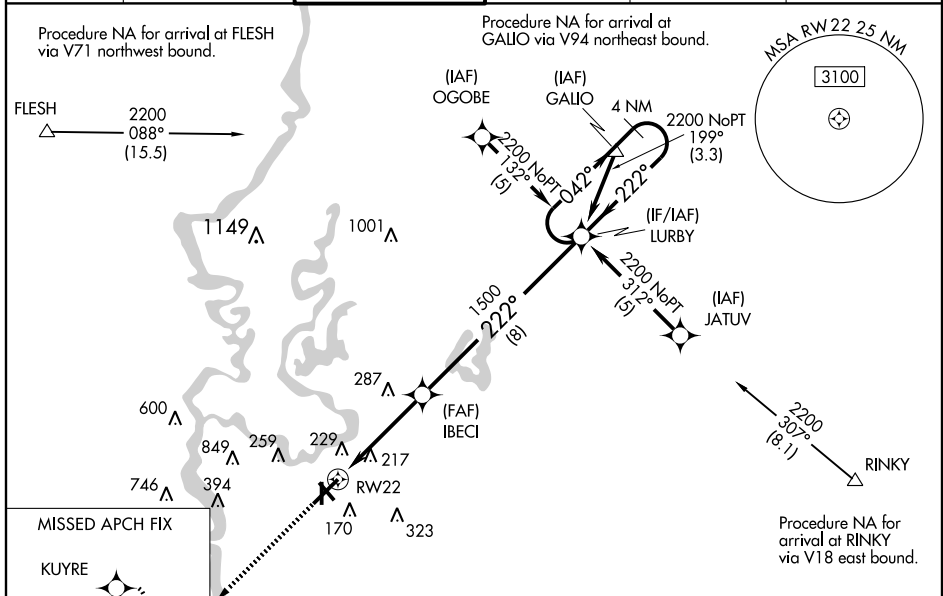 Procedure NA for arrival at FLESH
via V71 northwest bound.
Procedure NA for arrival at
GALIO via V94 northeast bound.
MSA RW 22 25 NM
3100
FLESH
2200
088°
(15.5)
(IAF)
OGOBE
(IAF)
GALIO
4 NM
2200 NoPT
199°
(3.3)
2200 NoPT
132°
(5)
042°
222°
(IF/IAF)
LURBY
1149
1001
2200 NoPT
312°
(5)
(IAF)
JATUV
1500
222°
(8)
287
(FAF)
IBECI
600
849
259
229
217
2200
307°
(8.1)
RINKY
746
394
RW22
170
323
MISSED APCH FIX
KUYRE
Procedure NA for
arrival at RINKY
via V18 east bound.